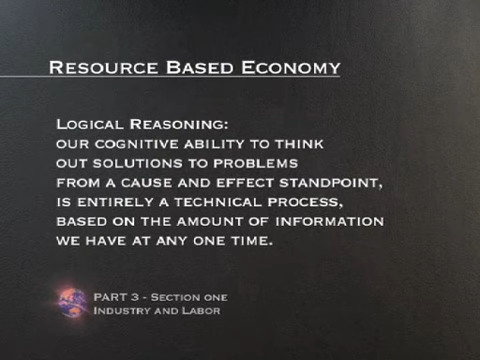 Resource Based Economy
Logical Reasoning:
our cognitive ability to think
out solutions to problems
from a cause and effect standpoint,
is entirely a technical process,
based on the amount of information
we have at any one time.
PART 3 - Section one
Industry and Labor